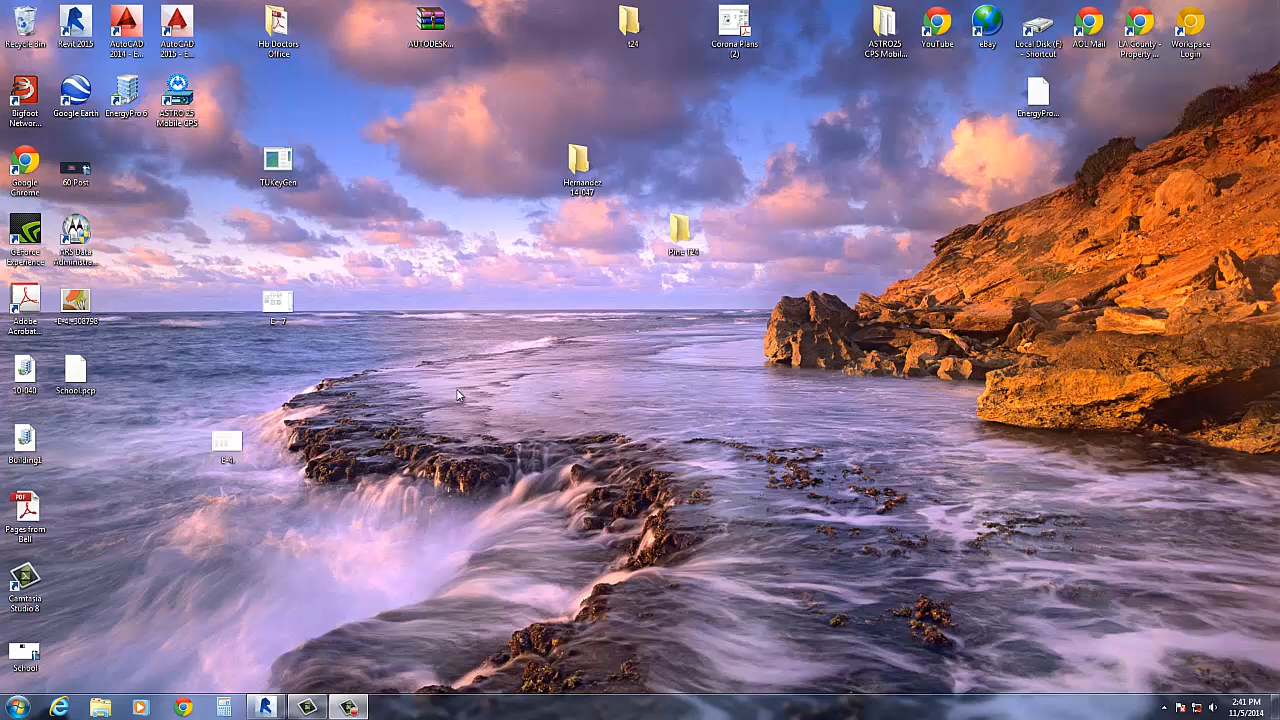 Recycle Bin
Revit 2015
AutoCAD
2014 - E...
AutoCAD
2015 - E...
Hb Doctors
Office
AUTODESK...
t24
Corona Plans
(2)
ASTRO25
CPS Mobil...
YouTube
eBay
Local Disk (F)
- Shortcut
AOL Mail
LA County -
Property ...
Workspace
Login
Bigfoot
Networ...
Google Earth
EnergyPro 6
ASTRO 25
Mobile CPS
EnergyPro...
Google
Chrome
60 Post
TUKeyGen
Hernandez
14-047
GeForce
Experience
MRS Data
Administra...
Pine T24
Adobe
Acrobat...
E - 7
10-040
School.pcp
Building1
E-4.
PDF
Pages from
Bell
Camtasia
Studio 8
School
2:41 PM
11/5/2014